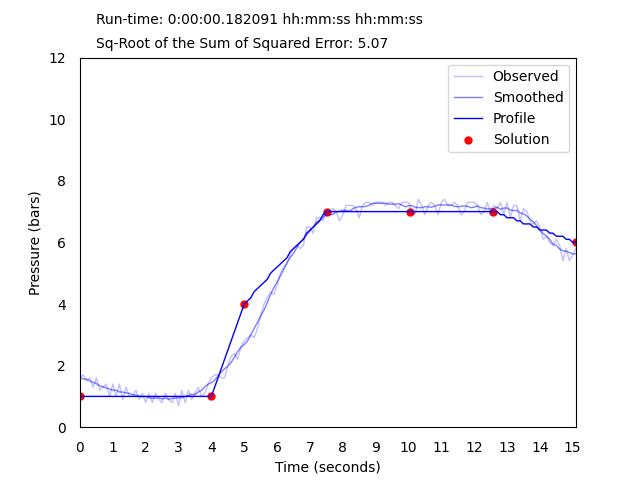 Run-time: 0:00:00.182091 hh:mm:ss hh:mm:ss
Sq-Root of the Sum of Squared Error: 5.07
Observed
Smoothed
Profile
Solution
12
10
8
6
4
2
0
Pressure (bars)
0 1 2 3 4 5 6 7 8 9 10 11 12 13 14 15
Time (seconds)